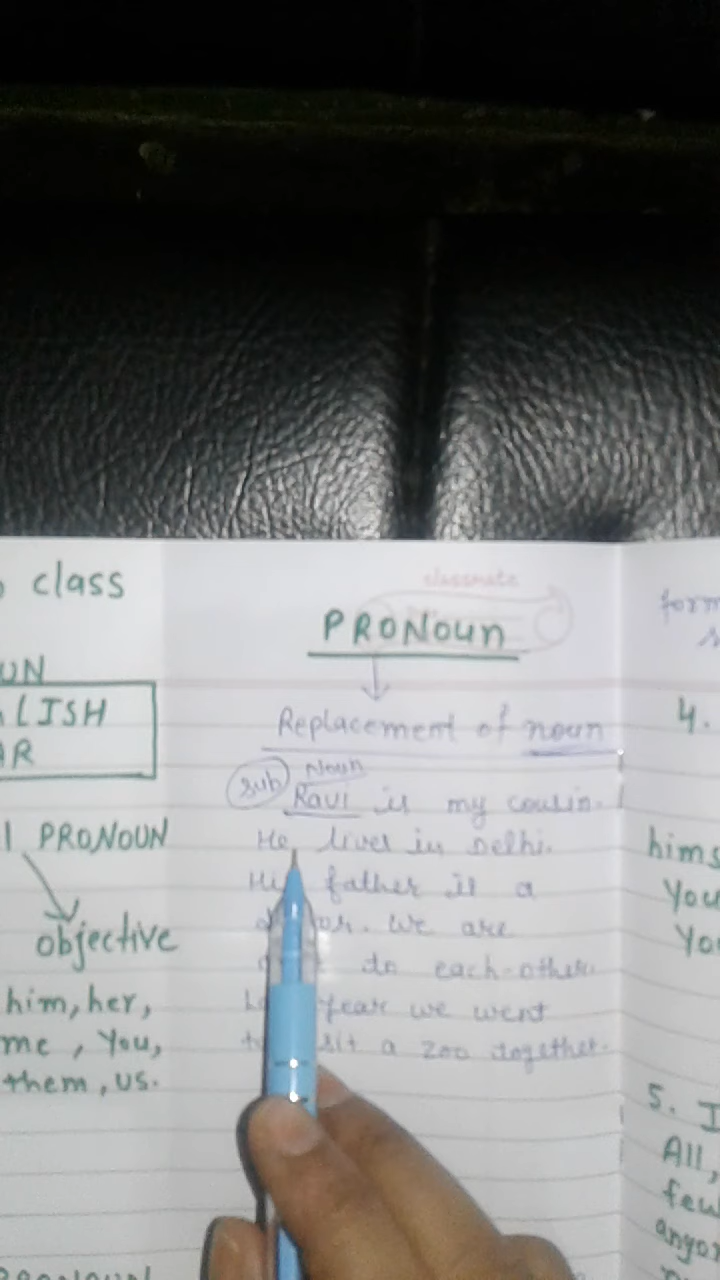 class
UN
LISH
AR
PRONOUN
objective
him, her,
me, You,
them, us.
classmate
PRONoun
Replacement of noun
sub Noun
Ravi is my cousin.
He lives in Delhi.
father is a
We are
to each-other.
year we went
a zoo together.
4.
hims
You
Yo
5. I
All,
few
anyo